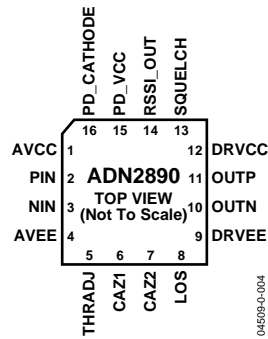 PD_CATHODE
PD_VCC
RSSI_OUT
SQUELCH
16 15 14 13
AVCC 1
PIN 2
NIN 3
AVEE 4
ADN2890
TOP VIEW
(Not To Scale)
12 DRVCC
11 OUTP
10 OUTN
9 DRVEE
5 6 7 8
THRADJ
CAZ1
CAZ2
LOS
04509-0-004